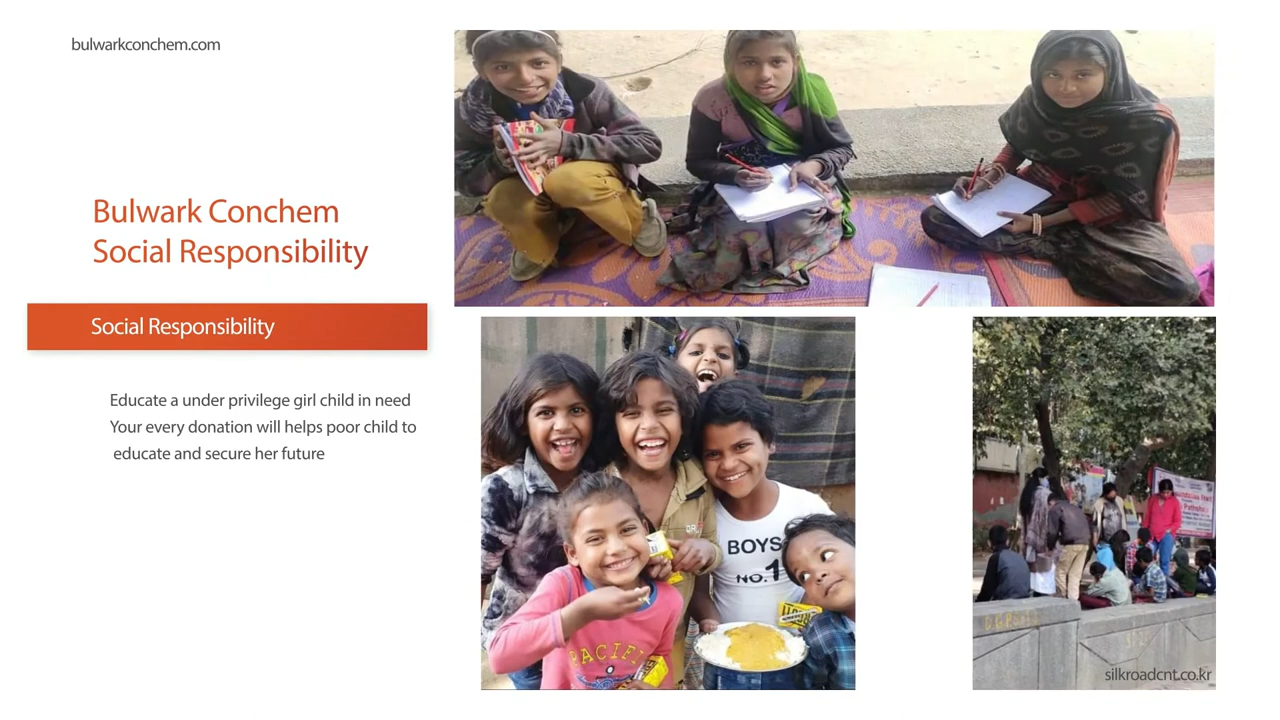 bulwarkconchem.com
Bulwark Conchem
Social Responsibility
Social Responsibility
Educate a under privilege girl child in need
Your every donation will helps poor child to
educate and secure her future
BOYS
NO.1
PACIFI
silkroadcnt.co.kr